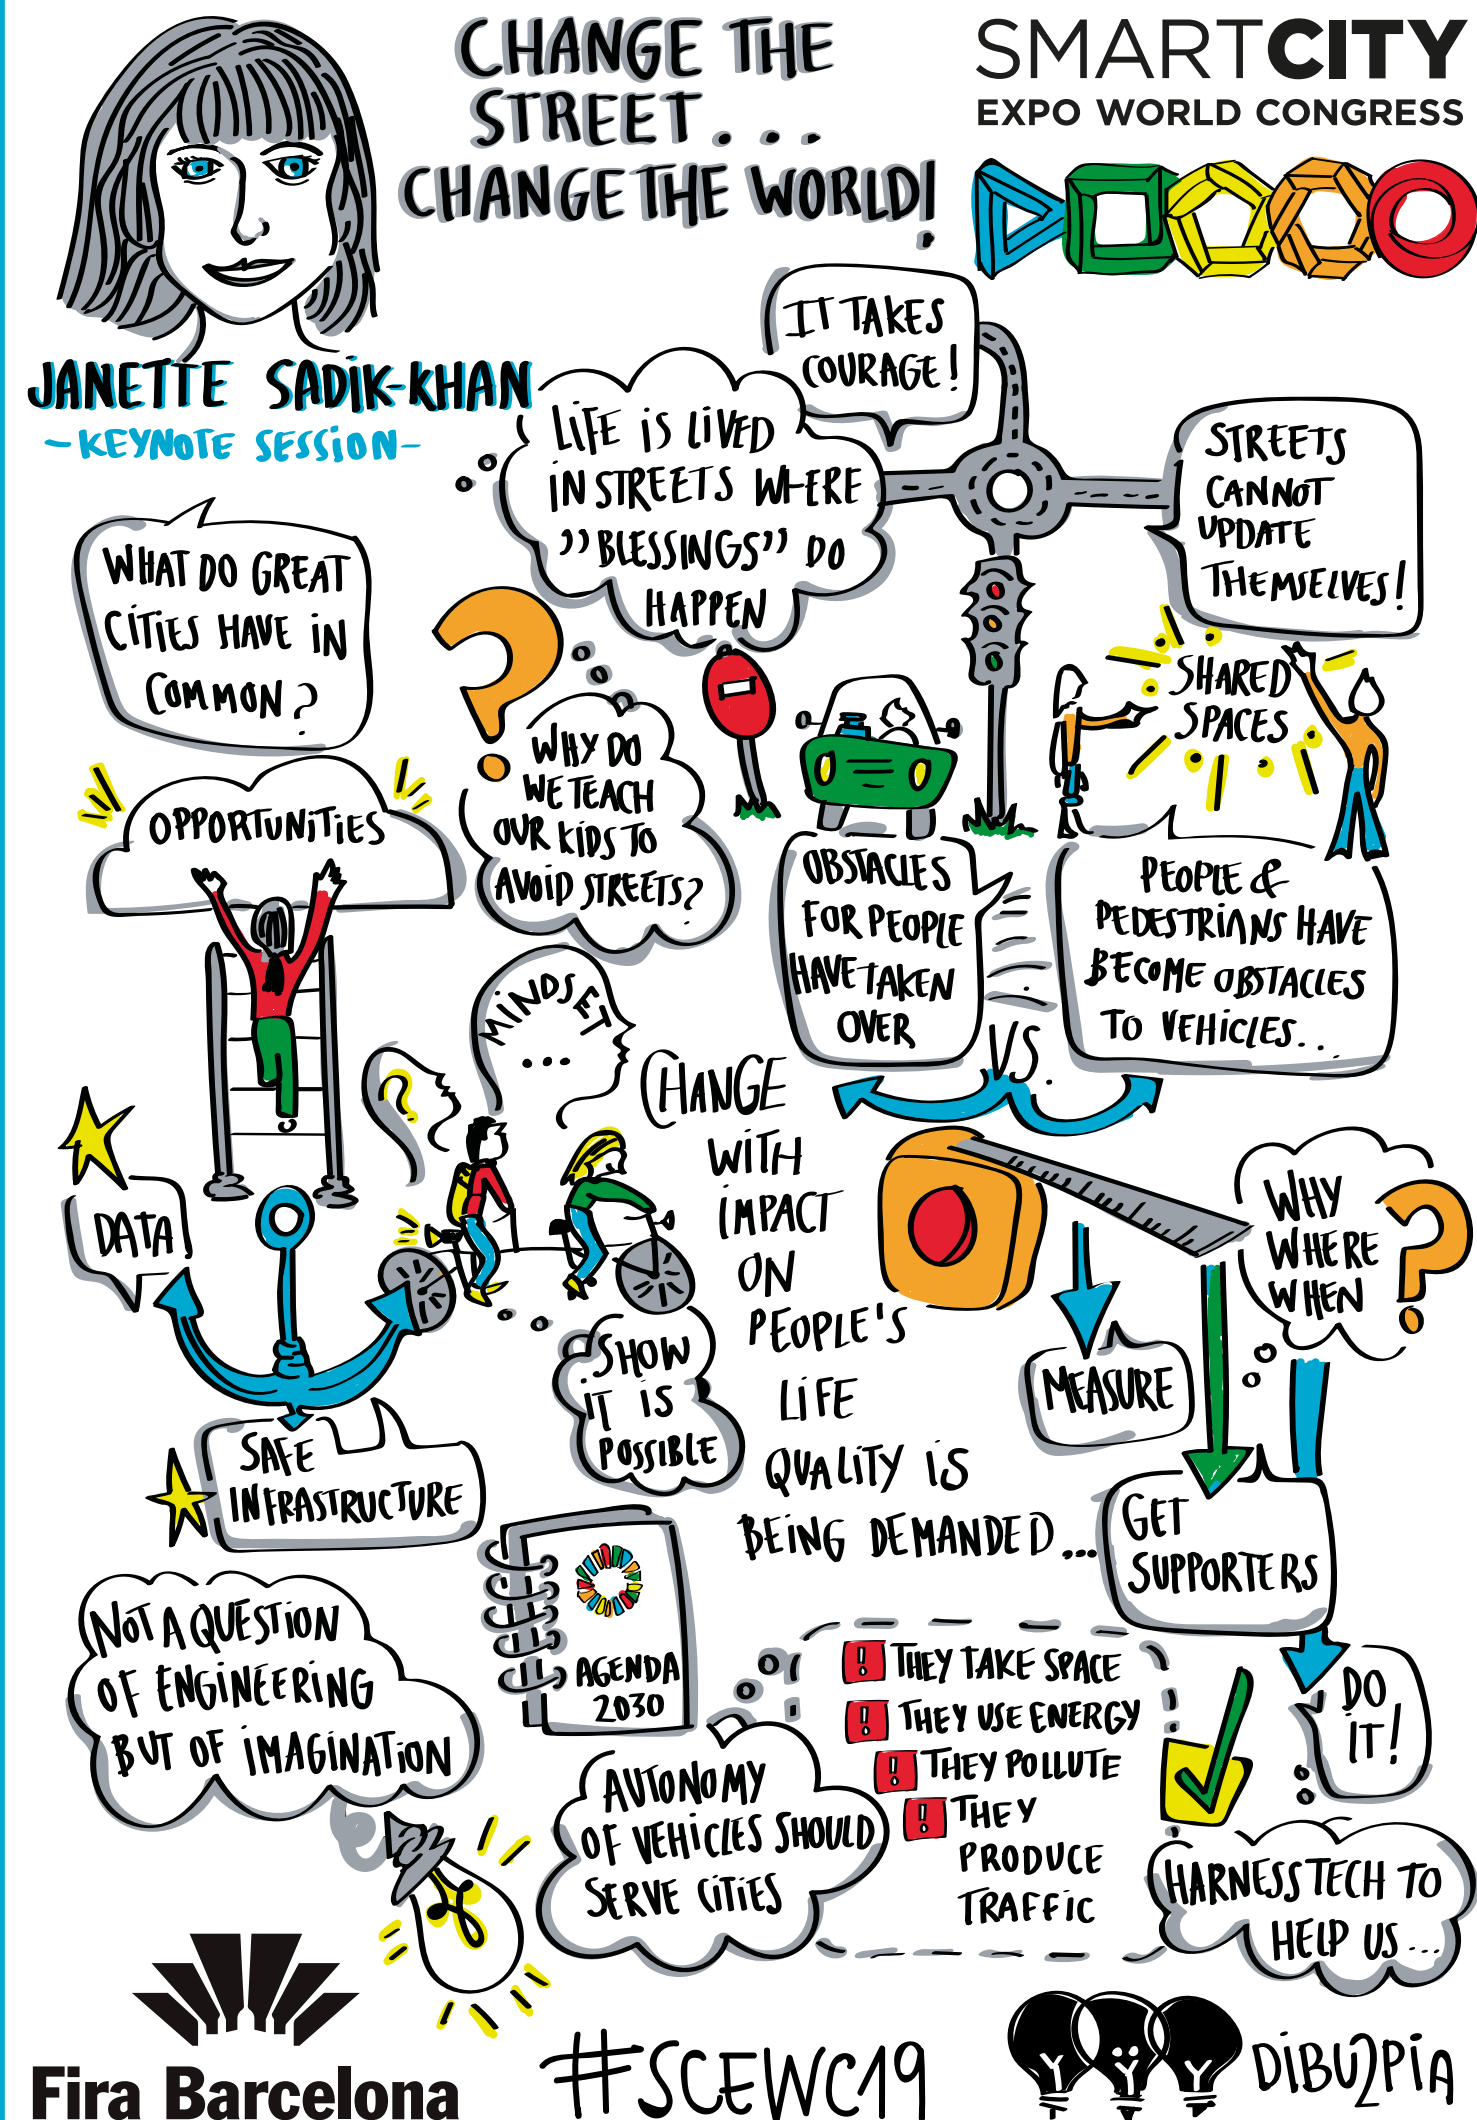 CHANGE THE
STREET...
CHANGE THE WORLD!
SMARTCITY
EXPO WORLD CONGRESS
JANETTE SADIK-KHAN
-KEYNOTE SESSION-
IT TAKES
COURAGE!
LIFE IS LIVED
IN STREETS WHERE
"BLESSINGS" DO
HAPPEN
STREETS
CANNOT
UPDATE
THEMSELVES!
WHAT DO GREAT
CITIES HAVE IN
COMMON?
OPPORTUNITIES
WHY DO
WE TEACH
OUR KIDS TO
AVOID STREETS?
SHARED
SPACES
OBSTACLES
FOR PEOPLE
HAVE TAKEN
OVER
VS.
PEOPLE &
PEDESTRIANS HAVE
BECOME OBSTACLES
TO VEHICLES...
MINDSET
...
?
DATA!
SAFE
INFRASTRUCTURE
SHOW
IT IS
POSSIBLE
CHANGE
WITH
IMPACT
ON
PEOPLE'S
LIFE
QUALITY IS
BEING DEMANDED...
MEASURE
WHY
WHERE
WHEN
?
GET
SUPPORTERS
DO
IT!
NOT A QUESTION
OF ENGINEERING
BUT OF IMAGINATION
AGENDA
2030
AUTONOMY
OF VEHICLES SHOULD
SERVE CITIES
! THEY TAKE SPACE
! THEY USE ENERGY
! THEY POLLUTE
! THEY
PRODUCE
TRAFFIC
HARNESS TECH TO
HELP US...
Fira Barcelona
#SCEWC19
DIBU2PIA